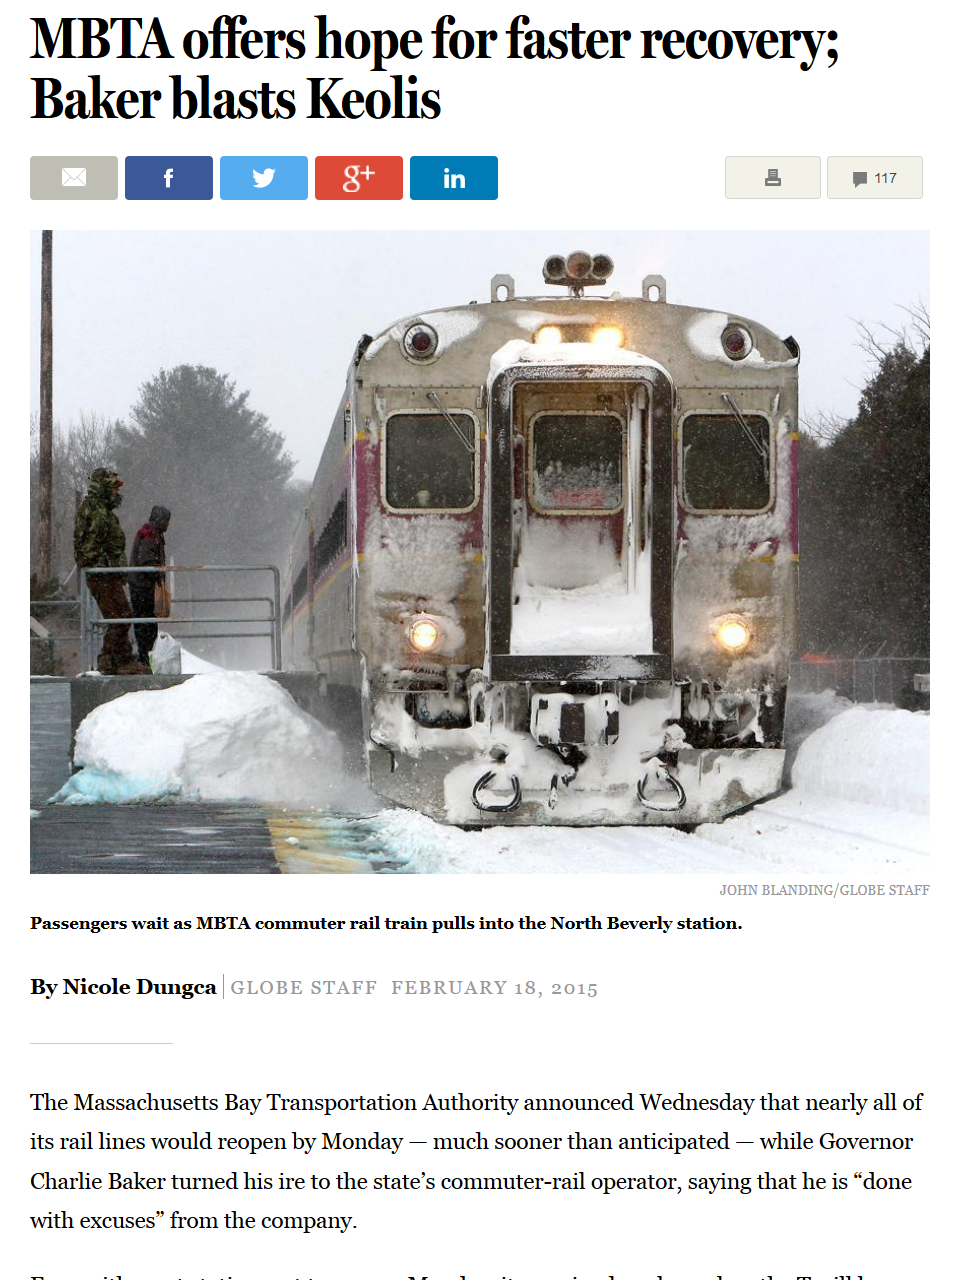 MBTA offers hope for faster recovery;
Baker blasts Keolis
f
g+
in
117
JOHN BLANDING/GLOBE STAFF
Passengers wait as MBTA commuter rail train pulls into the North Beverly station.
By Nicole Dungca GLOBE STAFF FEBRUARY 18, 2015
The Massachusetts Bay Transportation Authority announced Wednesday that nearly all of
its rail lines would reopen by Monday — much sooner than anticipated — while Governor
Charlie Baker turned his ire to the state’s commuter-rail operator, saying that he is “done
with excuses” from the company.